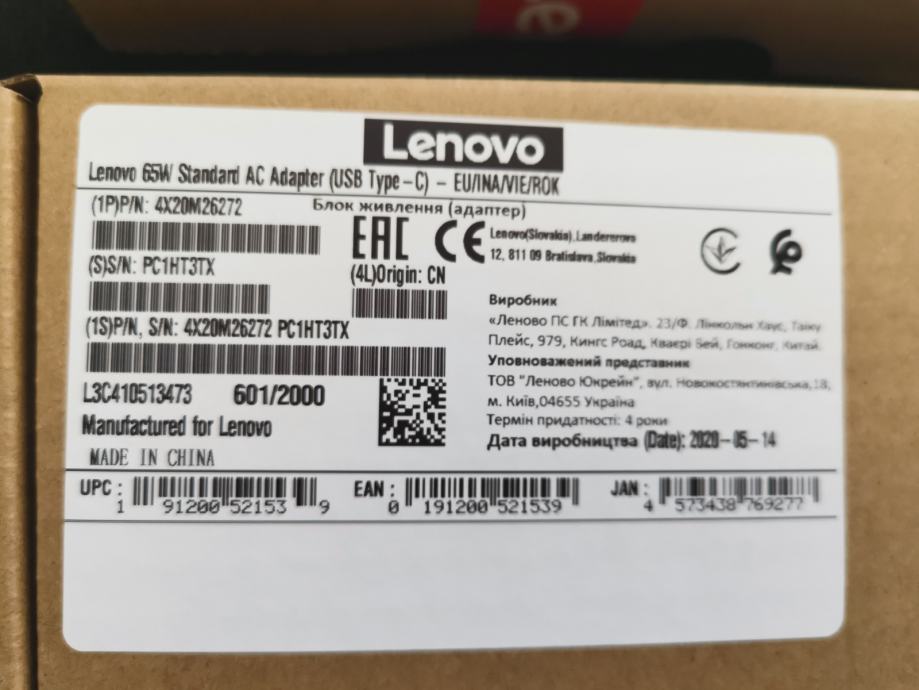 Lenovo
Lenovo 65W Standard AC Adapter (USB Type-C) - EU/INA/VIE/ROK
Блок живлення (адаптер)
(1P)P/N: 4X20M26272
EAC CE
Lenovo(Slovakia), Landererova
12, 811 09 Bratislava, Slovakia
(S)S/N: PC1HT3TX
(4L)Origin: CN
(1S)P/N, S/N: 4X20M26272 PC1HT3TX
L3C410513473 601/2000
Manufactured for Lenovo
MADE IN CHINA
Виробник
«Леново ПС ГК Лімітед». 23/Ф. Лінкольн Хаус, Тайку
Плейс, 979, Кингс Роад, Кваєрі Бей, Гонконг, Китай.
Уповноважений представник
ТОВ "Леново Юкрейн", вул. Новокостянтинівська,18,
м. Київ,04655 Україна
Термін придатності: 4 роки
Дата виробництва (Date): 2020-05-14
UPC : 1 91200 52153 9
EAN : 0 191200 521539
JAN : 4 573438 769277